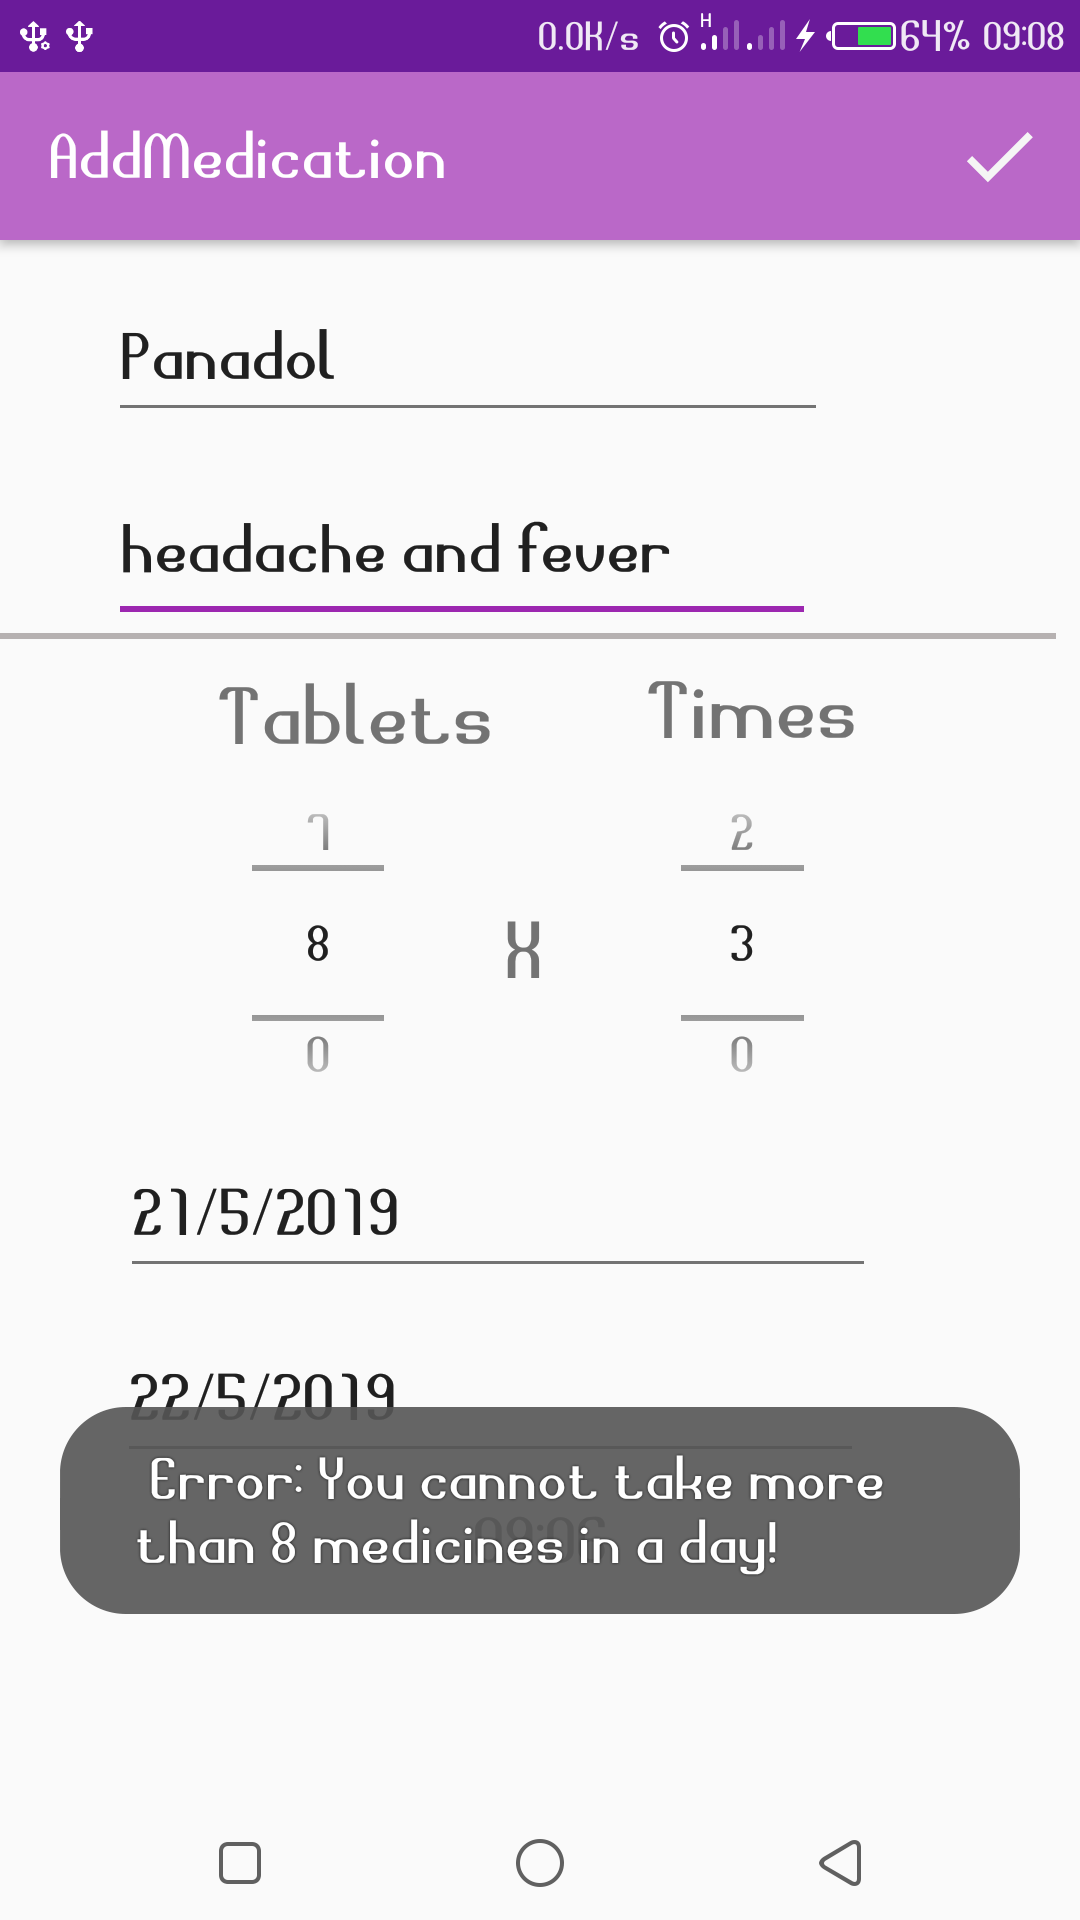 0.0K/s H 64% 09:08
AddMedication
Panadol
headache and fever
Tablets Times
7 2
8 X 3
0 0
21/5/2019
22/5/2019
Error: You cannot take more
than 8 medicines in a day!
09:06